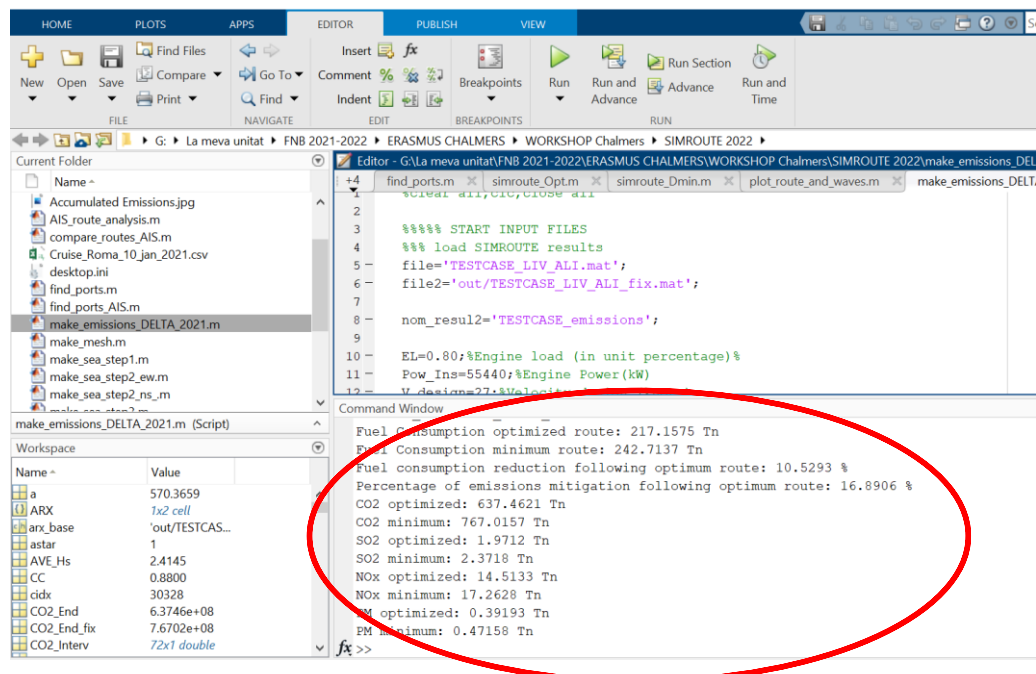 HOME PLOTS APPS EDITOR PUBLISH VIEW
New Open Save Find Files Compare Print
Go To Find
Insert fx
Comment
Indent
Breakpoints
Run
Run and Advance
Run Section
Advance
Run and Time
FILE NAVIGATE EDIT BREAKPOINTS RUN
G: La meva unitat FNB 2021-2022 ERASMUS CHALMERS WORKSHOP Chalmers SIMROUTE 2022
Current Folder
Name
Accumulated Emissions.jpg
AIS_route_analysis.m
compare_routes_AIS.m
Cruise_Roma_10_jan_2021.csv
desktop.ini
find_ports.m
find_ports_AIS.m
make_emissions_DELTA_2021.m
make_mesh.m
make_sea_step1.m
make_sea_step2_ew.m
make_sea_step2_ns_.m
make_emissions_DELTA_2021.m (Script)
Workspace
Name Value
a 570.3659
ARX 1x2 cell
arx_base 'out/TESTCAS...
astar 1
AVE_Hs 2.4145
CC 0.8800
cidx 30328
CO2_End 6.3746e+08
CO2_End_fix 7.6702e+08
CO2_Interv 72x1 double
Editor - G:\La meva unitat\FNB 2021-2022\ERASMUS CHALMERS\WORKSHOP Chalmers\SIMROUTE 2022\make_emissions_DEL
+4 find_ports.m simroute_Opt.m simroute_Dmin.m plot_route_and_waves.m make_emissions_DELT
1 %clear all,clc,close all
2
3 %%%%% START INPUT FILES
4 %%% load SIMROUTE results
5 — file='TESTCASE_LIV_ALI.mat';
6 — file2='out/TESTCASE_LIV_ALI_fix.mat';
7
8 — nom_resul2='TESTCASE_emissions';
9
10 — EL=0.80;%Engine load (in unit percentage)%
11 — Pow_Ins=55440;%Engine Power(kW)
12 — V_design=27;%Velocity
Command Window
Fuel Consumption optimized route: 217.1575 Tn
Fuel Consumption minimum route: 242.7137 Tn
Fuel consumption reduction following optimum route: 10.5293 %
Percentage of emissions mitigation following optimum route: 16.8906 %
CO2 optimized: 637.4621 Tn
CO2 minimum: 767.0157 Tn
SO2 optimized: 1.9712 Tn
SO2 minimum: 2.3718 Tn
NOx optimized: 14.5133 Tn
NOx minimum: 17.2628 Tn
PM optimized: 0.39193 Tn
PM minimum: 0.47158 Tn
fx >>